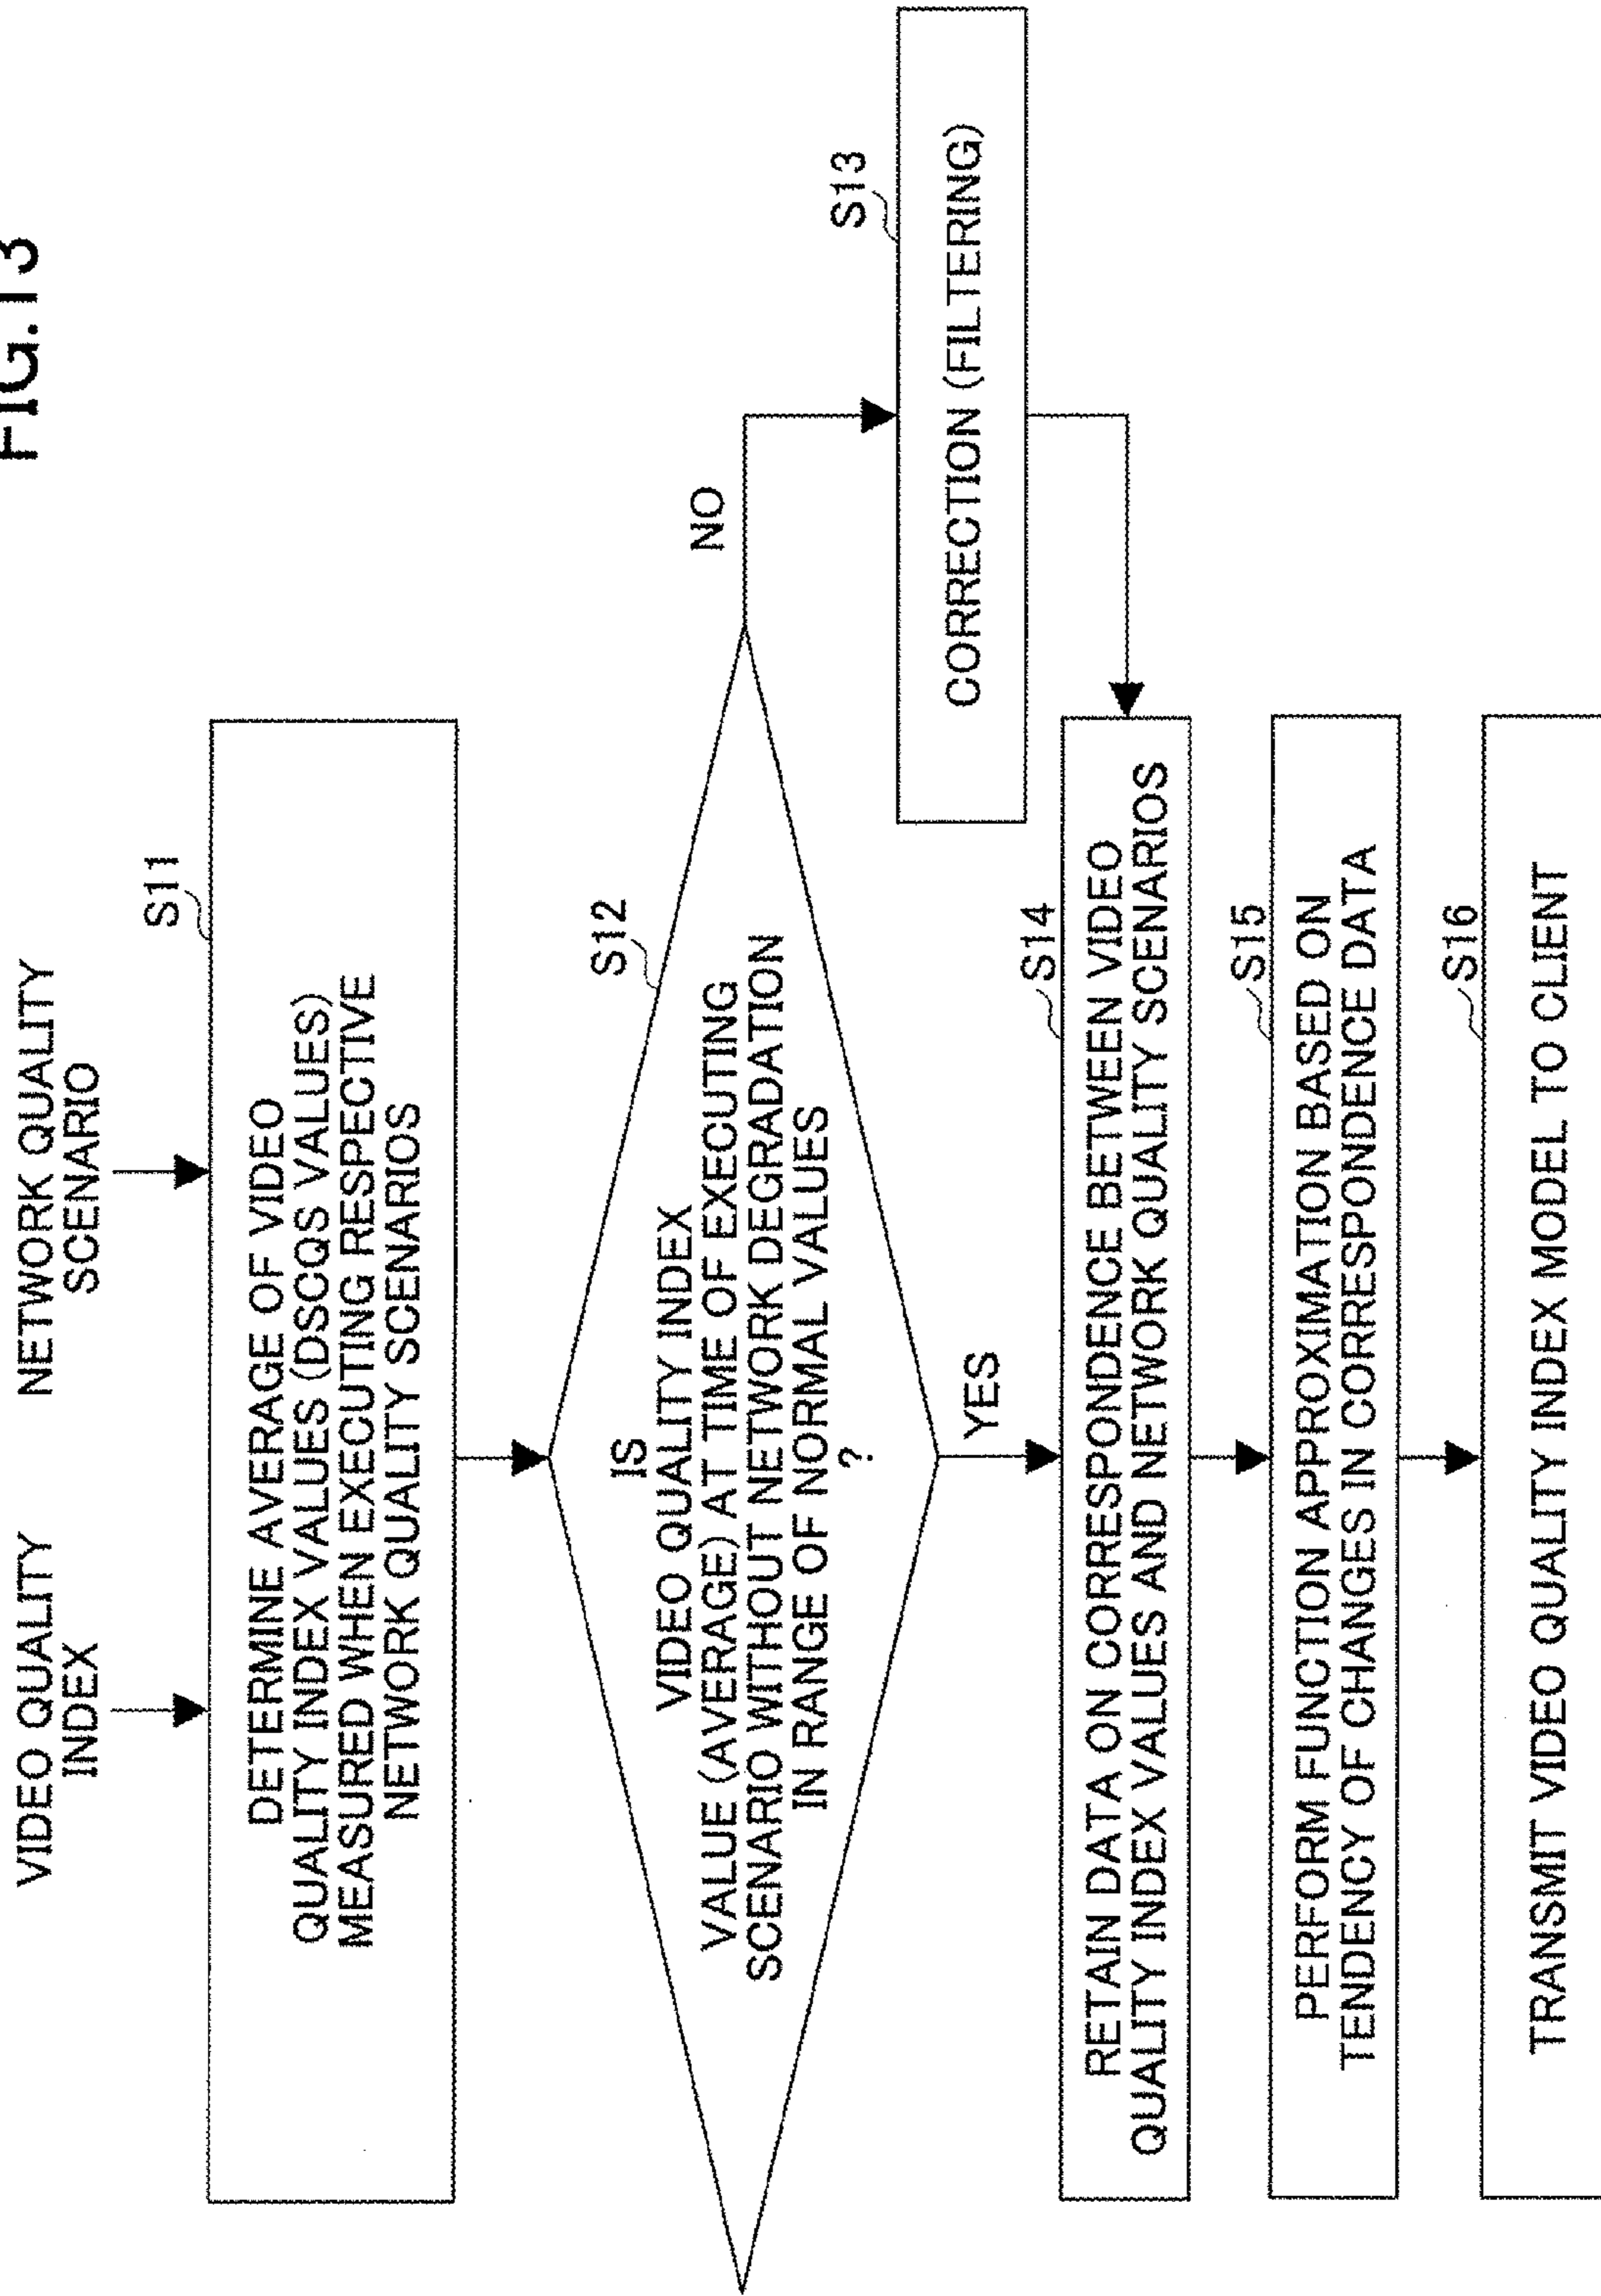 FIG.13
VIDEO QUALITY
INDEX
NETWORK QUALITY
SCENARIO
S11
DETERMINE AVERAGE OF VIDEO
QUALITY INDEX VALUES (DSCQS VALUES)
MEASURED WHEN EXECUTING RESPECTIVE
NETWORK QUALITY SCENARIOS
S12
IS
VIDEO QUALITY INDEX
VALUE (AVERAGE) AT TIME OF EXECUTING
SCENARIO WITHOUT NETWORK DEGRADATION
IN RANGE OF NORMAL VALUES
?
NO
S13
CORRECTION (FILTERING)
YES
S14
RETAIN DATA ON CORRESPONDENCE BETWEEN VIDEO
QUALITY INDEX VALUES AND NETWORK QUALITY SCENARIOS
S15
PERFORM FUNCTION APPROXIMATION BASED ON
TENDENCY OF CHANGES IN CORRESPONDENCE DATA
S16
TRANSMIT VIDEO QUALITY INDEX MODEL TO CLIENT